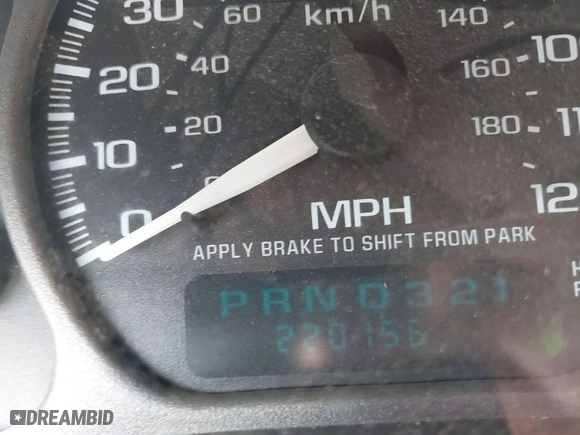 30 60 km/h 140
20 40 160 100
10 20 180
0 MPH
APPLY BRAKE TO SHIFT FROM PARK
PRND321
220156
DREAMBID